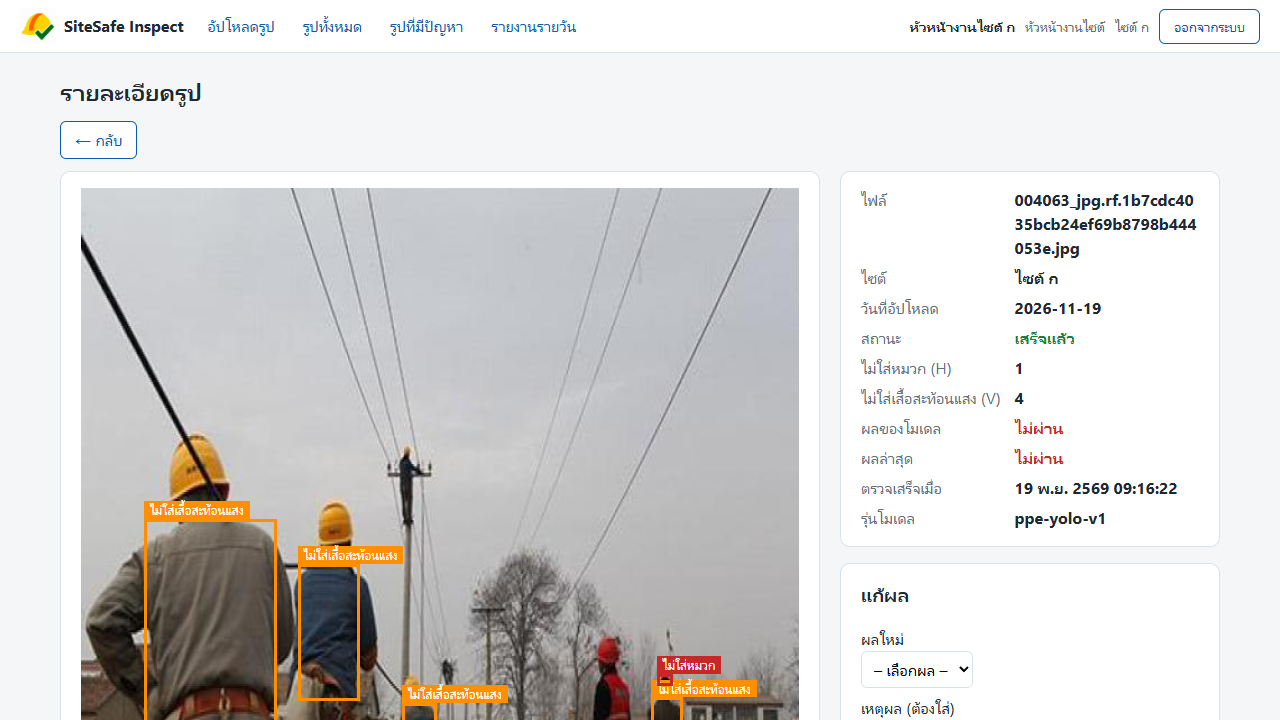 SiteSafe Inspect อัปโหลดรูป รูปทั้งหมด รูปที่มีปัญหา รายงานรายวัน หัวหน้างานไซต์ ก หัวหน้างานไซต์ ไซต์ ก ออกจากระบบ
รายละเอียดรูป
← กลับ
ไม่ใส่เสื้อสะท้อนแสง
ไม่ใส่เสื้อสะท้อนแสง
ไม่ใส่หมวก
ไม่ใส่เสื้อสะท้อนแสง
ไม่ใส่เสื้อสะท้อนแสง
ไฟล์ 004063_jpg.rf.1b7cdc40
35bcb24ef69b8798b444
053e.jpg
ไซต์ ไซต์ ก
วันที่อัปโหลด 2026-11-19
สถานะ เสร็จแล้ว
ไม่ใส่หมวก (H) 1
ไม่ใส่เสื้อสะท้อนแสง (V) 4
ผลของโมเดล ไม่ผ่าน
ผลล่าสุด ไม่ผ่าน
ตรวจเสร็จเมื่อ 19 พ.ย. 2569 09:16:22
รุ่นโมเดล ppe-yolo-v1
แก้ผล
ผลใหม่
– เลือกผล –
เหตุผล (ต้องใส่)